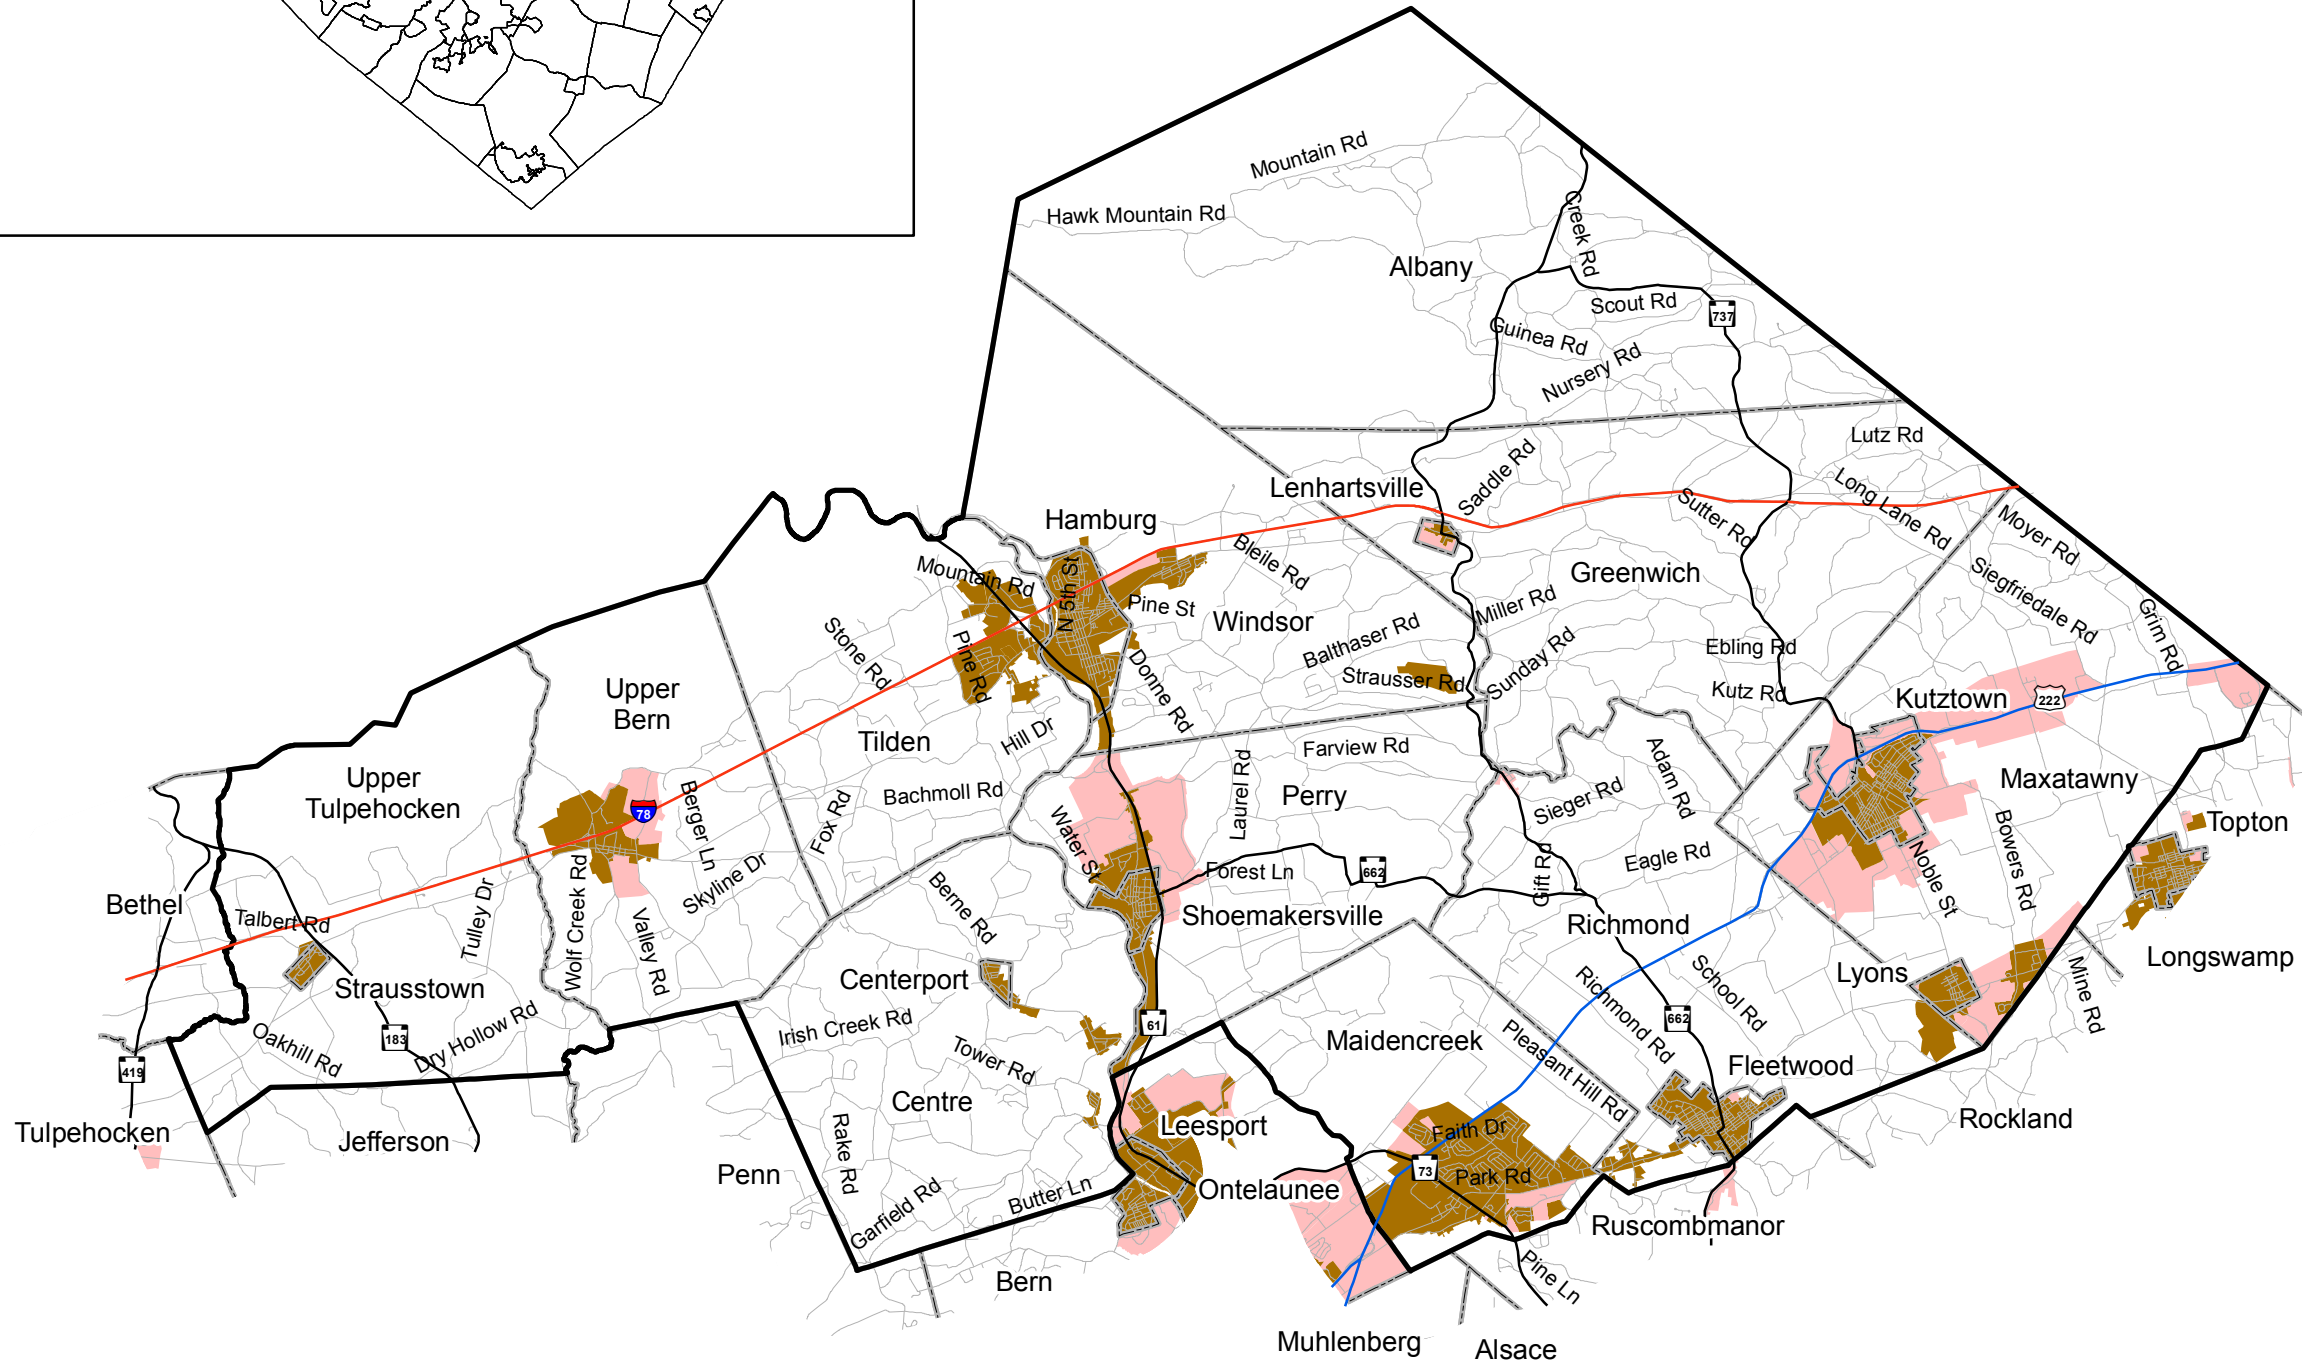 Mountain Rd
Hawk Mountain Rd
Creek Rd
Albany
Scout Rd
737
Guinea Rd
Nursery Rd
Lutz Rd
Saddle Rd
Long Lane Rd
Lenhartsville
Sutter Rd
Moyer Rd
Hamburg
Bleile Rd
Siegfriedale Rd
Mountain Rd
N 5th St
Greenwich
Pine St
Windsor
Miller Rd
Grim Rd
Stone Rd
Pine Rd
Balthaser Rd
Ebling Rd
Donne Rd
Strausser Rd
Sunday Rd
Kutz Rd
Kutztown
222
Upper
Bern
Tilden
Hill Dr
Farview Rd
Adam Rd
Upper
Tulpehocken
Bachmoll Rd
Laurel Rd
Perry
Sieger Rd
Maxatawny
78
Berger Ln
Fox Rd
Water St
Topton
Bowers Rd
Eagle Rd
Forest Ln
662
Gift Rd
Noble St
Skyline Dr
Berne Rd
Bethel
Talbert Rd
Tulley Dr
Wolf Creek Rd
Valley Rd
Shoemakersville
Richmond
Longswamp
Strausstown
Centerport
Lyons
Richmond Rd
School Rd
Mine Rd
183
Dry Hollow Rd
Oakhill Rd
Irish Creek Rd
61
662
Maidencreek
Pleasant Hill Rd
419
Tower Rd
Fleetwood
Centre
Tulpehocken
Jefferson
Rake Rd
Leesport
Faith Dr
Rockland
Penn
73
Park Rd
Butter Ln
Ontelaunee
Garfield Rd
Ruscombmanor
Bern
Pine Ln
Muhlenberg
Alsace